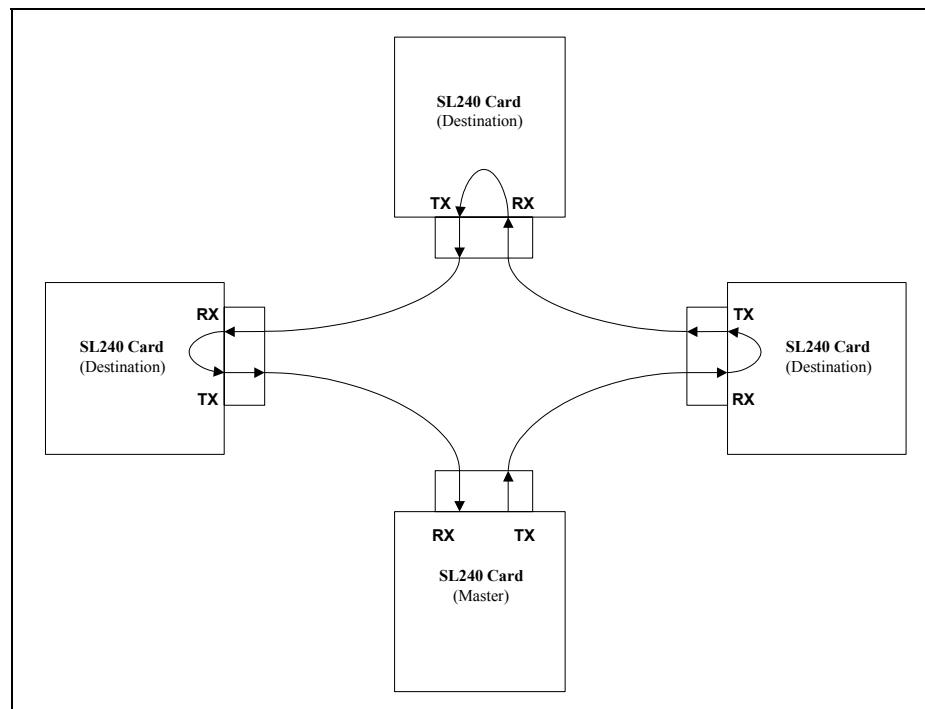 SL240 Card
(Destination)
TX
RX
RX
SL240 Card
(Destination)
TX
TX
SL240 Card
(Destination)
RX
RX
TX
SL240 Card
(Master)